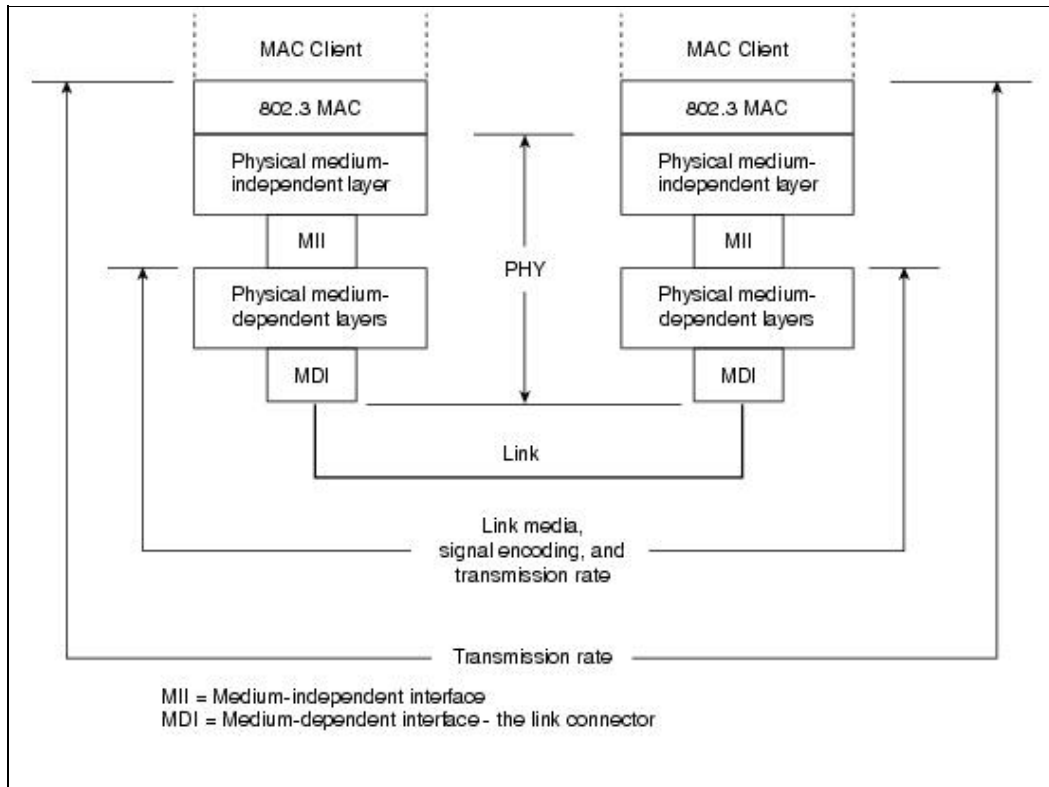 MAC Client
MAC Client
802.3 MAC
802.3 MAC
Physical medium-
independent layer
Physical medium-
independent layer
MII
MII
PHY
Physical medium-
dependent layers
Physical medium-
dependent layers
MDI
MDI
Link
Link media,
signal encoding, and
transmission rate
Transmission rate
MII = Medium-independent interface
MDI = Medium-dependent interface - the link connector